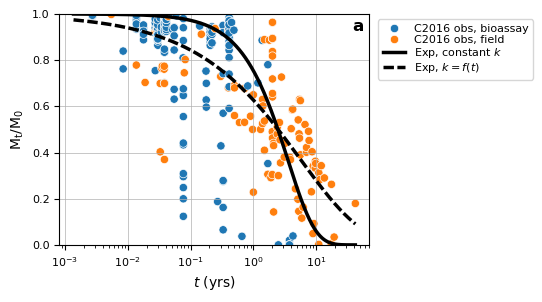 a
C2016 obs, bioassay
C2016 obs, field
Exp, constant k
Exp, k = f(t)
Mₜ/M₀
1.0
0.8
0.6
0.4
0.2
0.0
10⁻³
10⁻²
10⁻¹
10⁰
10¹
t (yrs)